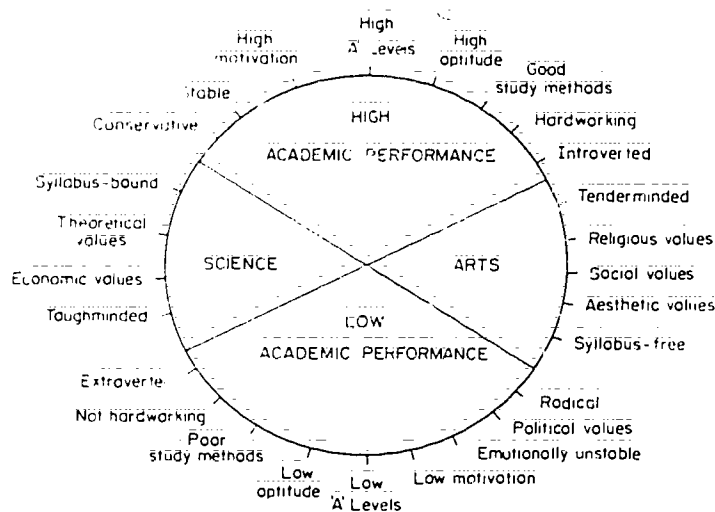 High
'A' Levels
High
motivation
High
aptitude
Stable
Good
study methods
Conservative
Hardworking
HIGH
ACADEMIC PERFORMANCE
Introverted
Syllabus-bound
Tenderminded
Theoretical
values
Religious values
SCIENCE
ARTS
Economic values
Social values
Aesthetic values
Toughminded
LOW
ACADEMIC PERFORMANCE
Syllabus-free
Extraverte
Radical
Not hardworking
Political values
Poor
study methods
Emotionally unstable
Low
aptitude
Low
'A' Levels
Low motivation